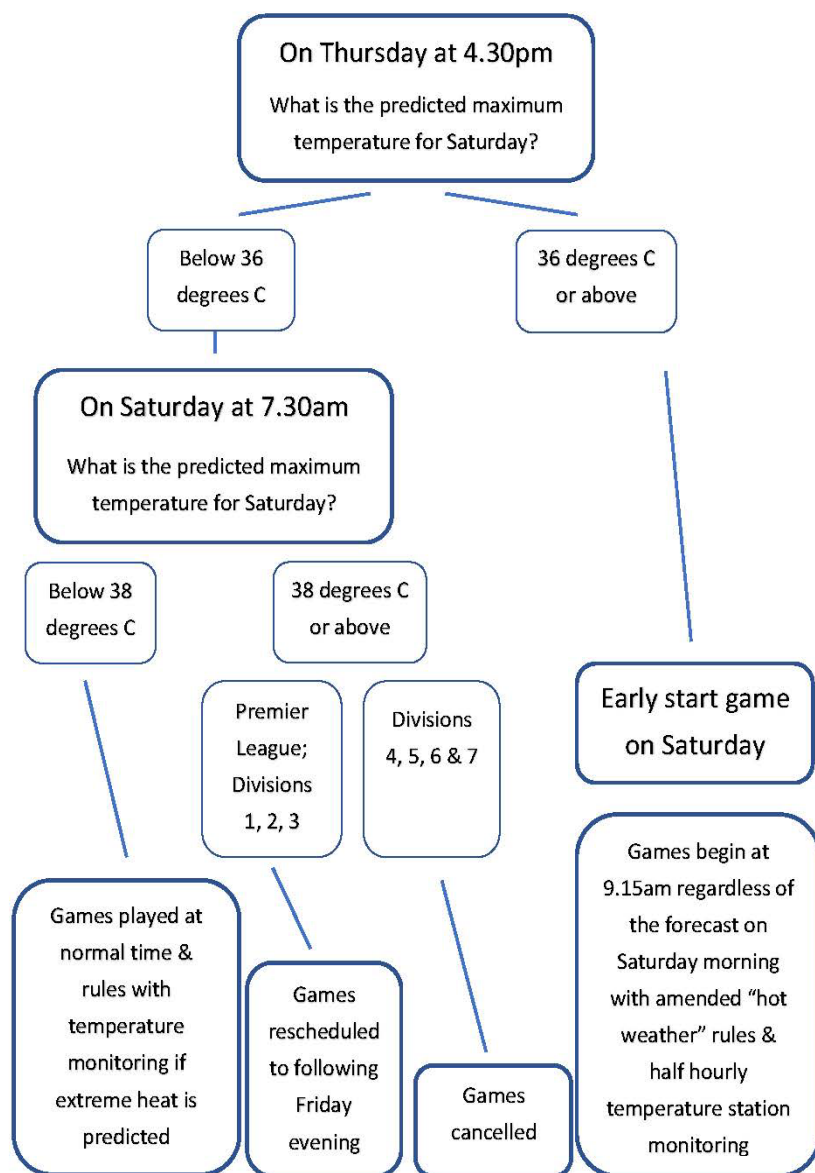 On Thursday at 4.30pm
What is the predicted maximum
temperature for Saturday?
Below 36
degrees C
36 degrees C
or above
On Saturday at 7.30am
What is the predicted maximum
temperature for Saturday?
Below 38
degrees C
38 degrees C
or above
Premier
League;
Divisions
1, 2, 3
Divisions
4, 5, 6 & 7
Early start game
on Saturday
Games played at
normal time &
rules with
temperature
monitoring if
extreme heat is
predicted
Games
rescheduled
to following
Friday
evening
Games
cancelled
Games begin at
9.15am regardless of
the forecast on
Saturday morning
with amended “hot
weather” rules &
half hourly
temperature station
monitoring